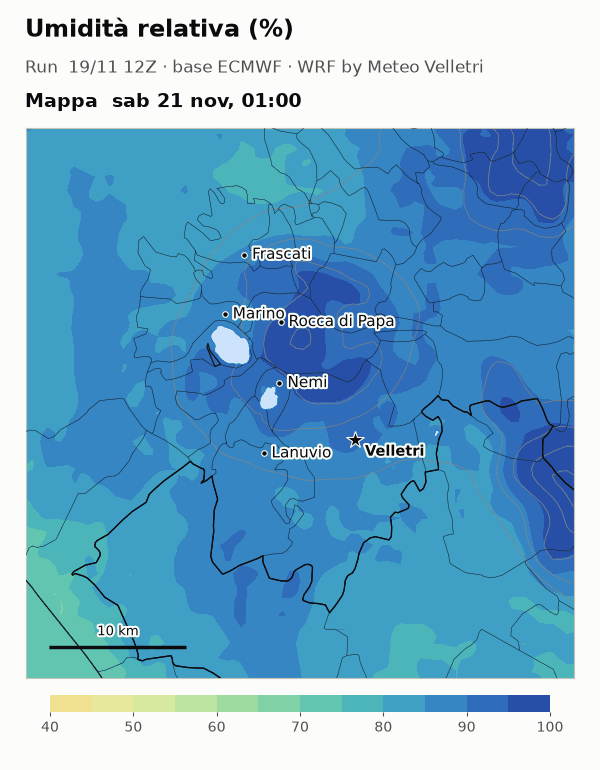 Umidità relativa (%)
Run  19/11 12Z · base ECMWF · WRF by Meteo Velletri
Mappa  sab 21 nov, 01:00
Frascati
Marino
Rocca di Papa
Nemi
Velletri
Lanuvio
10 km
40 50 60 70 80 90 100